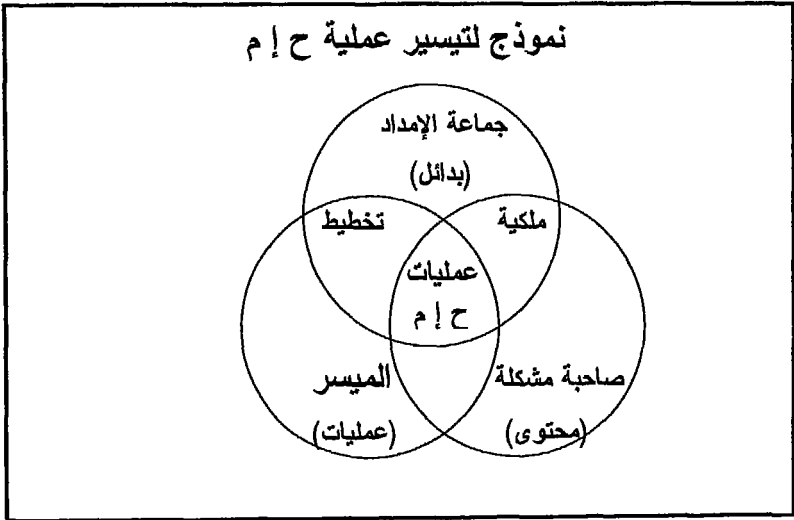 نموذج لتيسير عملية ح إ م
جماعة الإمداد
(بدائل)
ملكية
تخطيط
عمليات
ح إ م
صاحبة مشكلة
(محتوى)
الميسر
(عمليات)